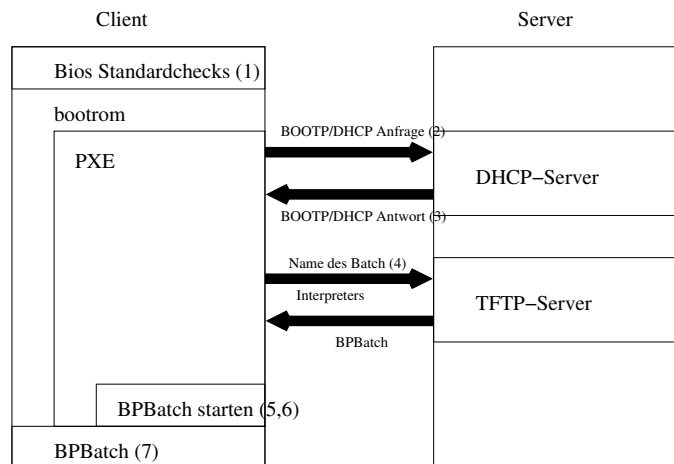 Client
Server
Bios Standardchecks (1)
bootrom
BOOTP/DHCP Anfrage (2)
PXE
DHCP−Server
BOOTP/DHCP Antwort (3)
Name des Batch (4)
Interpreters
TFTP−Server
BPBatch
BPBatch starten (5,6)
BPBatch (7)